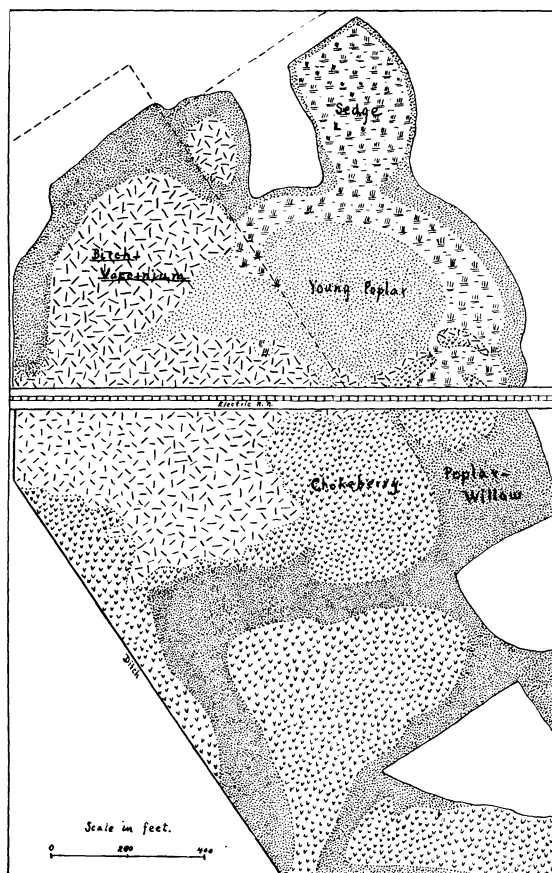 Sedge
Birch +
Vaccinium
Young Poplar
Electric R.R.
Chokeberry
Poplar-
Willow
Ditch
Scale in feet.
0 200 400